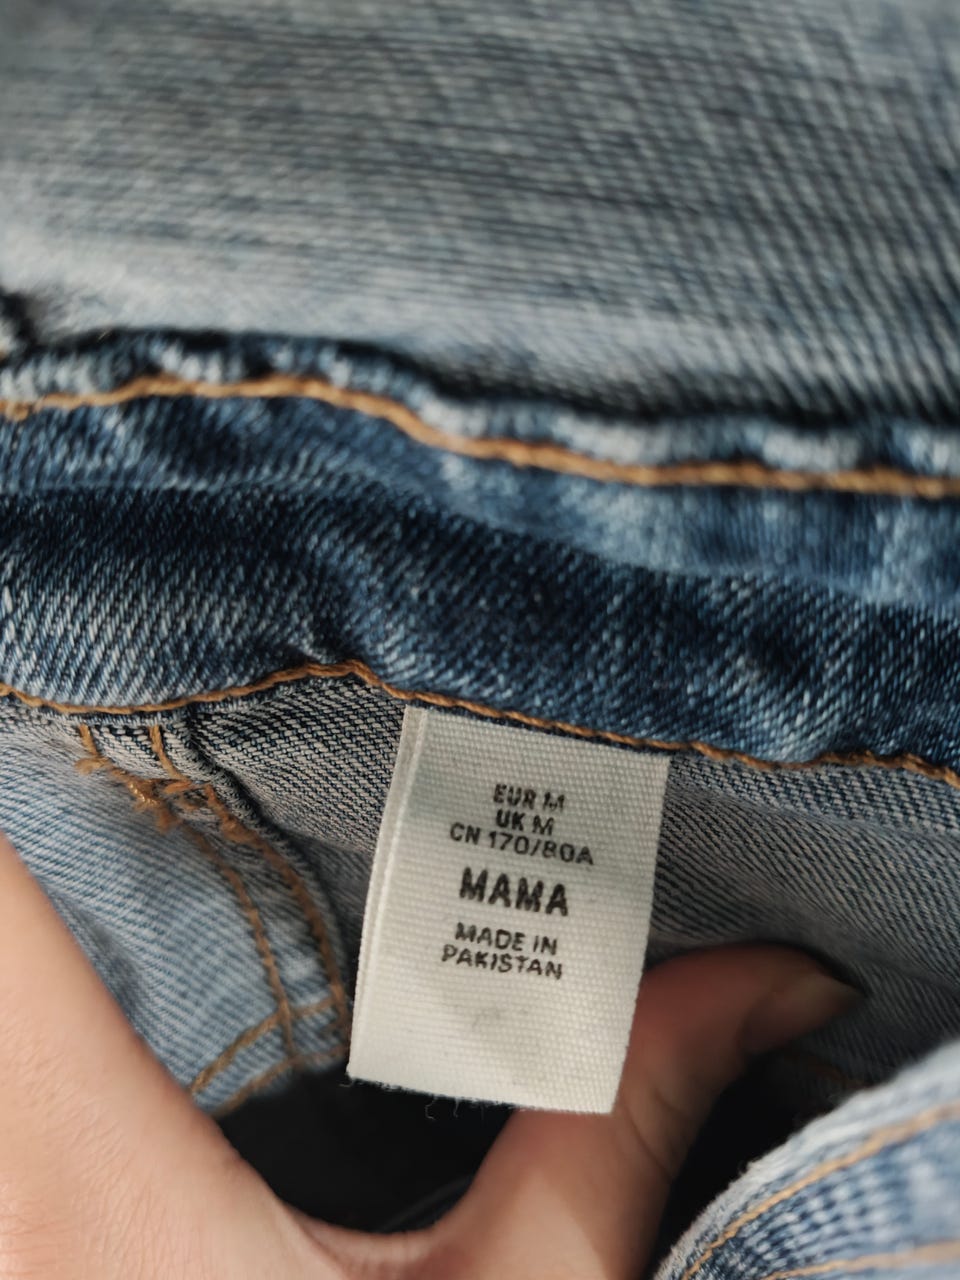 EUR M
UK M
CN 170/80A
MAMA
MADE IN
PAKISTAN